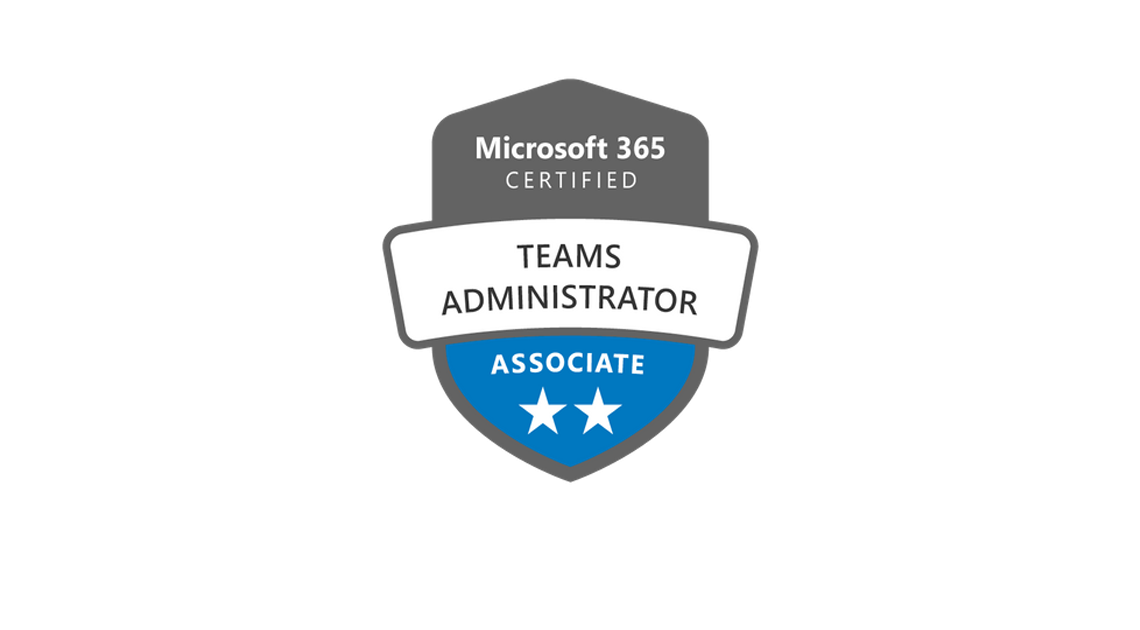 Microsoft 365
CERTIFIED
TEAMS
ADMINISTRATOR
ASSOCIATE